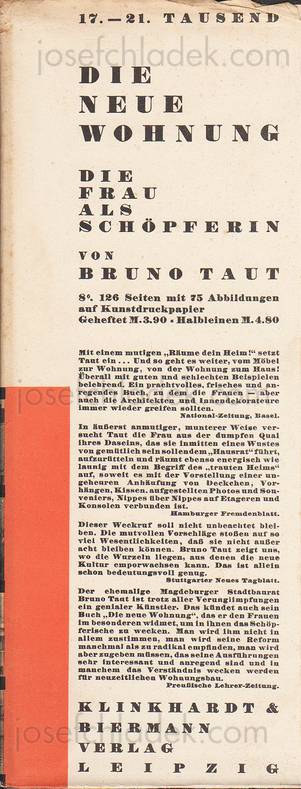 17.—21. TAUSEND
josefchladek.com
DIE
NEUE
WOHNUNG
DIE
FRAU
ALS
SCHÖPFERIN
VON
BRUNO TAUT
8º. 126 Seiten mit 75 Abbildungen
auf Kunstdruckpapier
Geheftet M.3.90 · Halbleinen M.4.80
Mit einem mutigen „Räume dein Heim!“ setzt
Taut ein... Und so geht es weiter, vom Möbel
zur Wohnung, von der Wohnung zum Haus!
Überall mit guten und schlechten Beispielen
belehrend. Ein prachtvolles, frisches und an-
regendes Buch, zu dem die Frauen – aber
auch die Architekten und Innendekorateure
immer wieder greifen sollten.
National-Zeitung, Basel.
In äußerst anmutiger, munterer Weise ver-
sucht Taut die Frau aus der dumpfen Qual
ihres Daseins, das sie inmitten eines Wustes
von gemütlich sein sollendem „Hausrat“ führt,
aufzurütteln und räumt ebenso energisch wie
launig mit dem Begriff des „trauten Heims“
auf, soweit es mit der Vorstellung einer un-
geheuren Anhäufung von Deckchen, Vor-
hängen, Kissen, aufgestellten Photos und Sou-
veniers, Nippes über Nippes auf Etageren und
Konsolen verbunden ist.
Hamburger Fremdenblatt.
Dieser Weckruf soll nicht unbeachtet blei-
ben. Die mutvollen Vorschläge stoßen auf so
viel Wesentlichkeiten, daß sie nicht außer
acht bleiben können. Bruno Taut zeigt uns,
wo die Wurzeln liegen, aus denen die neue
Kultur emporwachsen kann. Das ist allein
schon bedeutungsvoll genug.
Stuttgarter Neues Tagblatt.
Der ehemalige Magdeburger Stadtbaurat
Bruno Taut ist trotz aller Verunglimpfungen
ein genialer Künstler. Das kündet auch sein
Buch „Die neue Wohnung“, das er den Frauen
im besonderen widmet, um in ihnen das Schöp-
ferische zu wecken. Man wird ihm nicht in
allem zustimmen, man wird seine Reform
manchmal als zu radikal empfinden, man wird
aber zugeben müssen, das seine Ausführungen
sehr interessant und anregend sind und in
manchem das Verständnis wecken werden
für neuzeitlichen Wohnungsbau.
Preußische Lehrer-Zeitung.
KLINKHARDT &
BIERMANN
VERLAG
LEIPZIG